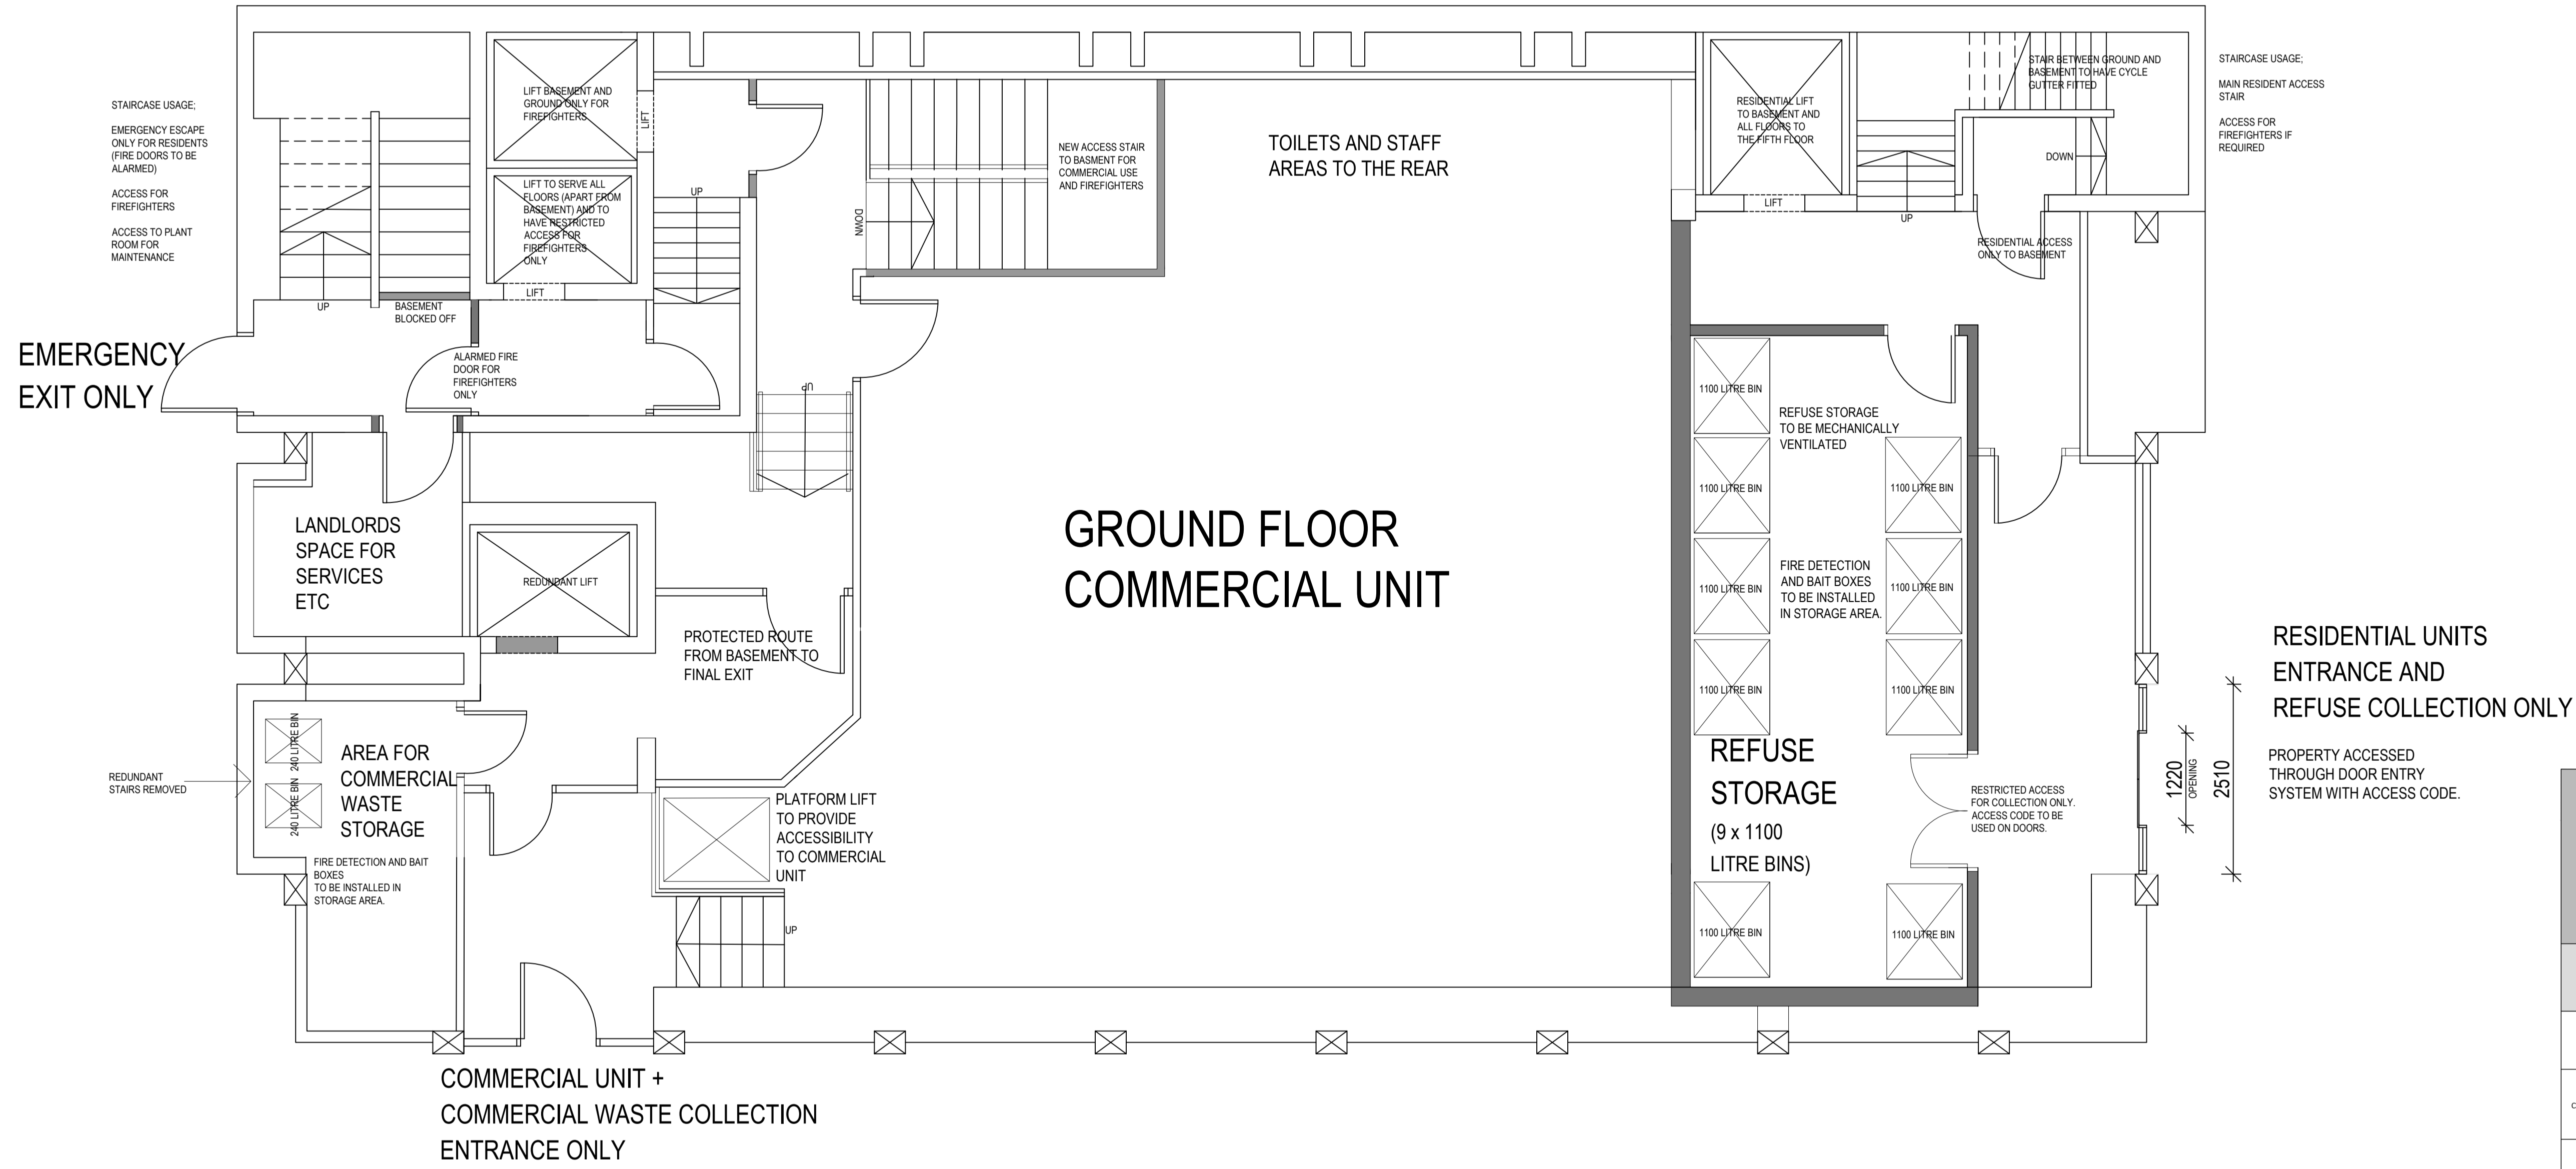 STAIRCASE USAGE;
EMERGENCY ESCAPE
ONLY FOR RESIDENTS
(FIRE DOORS TO BE
ALARMED)
ACCESS FOR
FIREFIGHTERS
ACCESS TO PLANT
ROOM FOR
MAINTENANCE
LIFT BASEMENT AND
GROUND ONLY FOR
FIREFIGHTERS
LIFT
LIFT TO SERVE ALL
FLOORS (APART FROM
BASEMENT) AND TO
HAVE RESTRICTED
ACCESS FOR
FIREFIGHTERS
ONLY
LIFT
UP
UP
BASEMENT
BLOCKED OFF
EMERGENCY
EXIT ONLY
ALARMED FIRE
DOOR FOR
FIREFIGHTERS
ONLY
UP
DOWN
NEW ACCESS STAIR
TO BASMENT FOR
COMMERCIAL USE
AND FIREFIGHTERS
TOILETS AND STAFF
AREAS TO THE REAR
RESIDENTIAL LIFT
TO BASEMENT AND
ALL FLOORS TO
THE FIFTH FLOOR
LIFT
UP
STAIR BETWEEN GROUND AND
BASEMENT TO HAVE CYCLE
GUTTER FITTED
DOWN
STAIRCASE USAGE;
MAIN RESIDENT ACCESS
STAIR
ACCESS FOR
FIREFIGHTERS IF
REQUIRED
RESIDENTIAL ACCESS
ONLY TO BASEMENT
LANDLORDS
SPACE FOR
SERVICES
ETC
REDUNDANT LIFT
PROTECTED ROUTE
FROM BASEMENT TO
FINAL EXIT
GROUND FLOOR
COMMERCIAL UNIT
1100 LITRE BIN
1100 LITRE BIN
1100 LITRE BIN
1100 LITRE BIN
1100 LITRE BIN
REFUSE STORAGE
TO BE MECHANICALLY
VENTILATED
1100 LITRE BIN
1100 LITRE BIN
1100 LITRE BIN
1100 LITRE BIN
FIRE DETECTION
AND BAIT BOXES
TO BE INSTALLED
IN STORAGE AREA.
REFUSE
STORAGE
(9 x 1100
LITRE BINS)
RESTRICTED ACCESS
FOR COLLECTION ONLY.
ACCESS CODE TO BE
USED ON DOORS.
1220
OPENING
2510
RESIDENTIAL UNITS
ENTRANCE AND
REFUSE COLLECTION ONLY
PROPERTY ACCESSED
THROUGH DOOR ENTRY
SYSTEM WITH ACCESS CODE.
REDUNDANT
STAIRS REMOVED
240 LITRE BIN
240 LITRE BIN
AREA FOR
COMMERCIAL
WASTE
STORAGE
FIRE DETECTION AND BAIT
BOXES
TO BE INSTALLED IN
STORAGE AREA.
PLATFORM LIFT
TO PROVIDE
ACCESSIBILITY
TO COMMERCIAL
UNIT
UP
COMMERCIAL UNIT +
COMMERCIAL WASTE COLLECTION
ENTRANCE ONLY